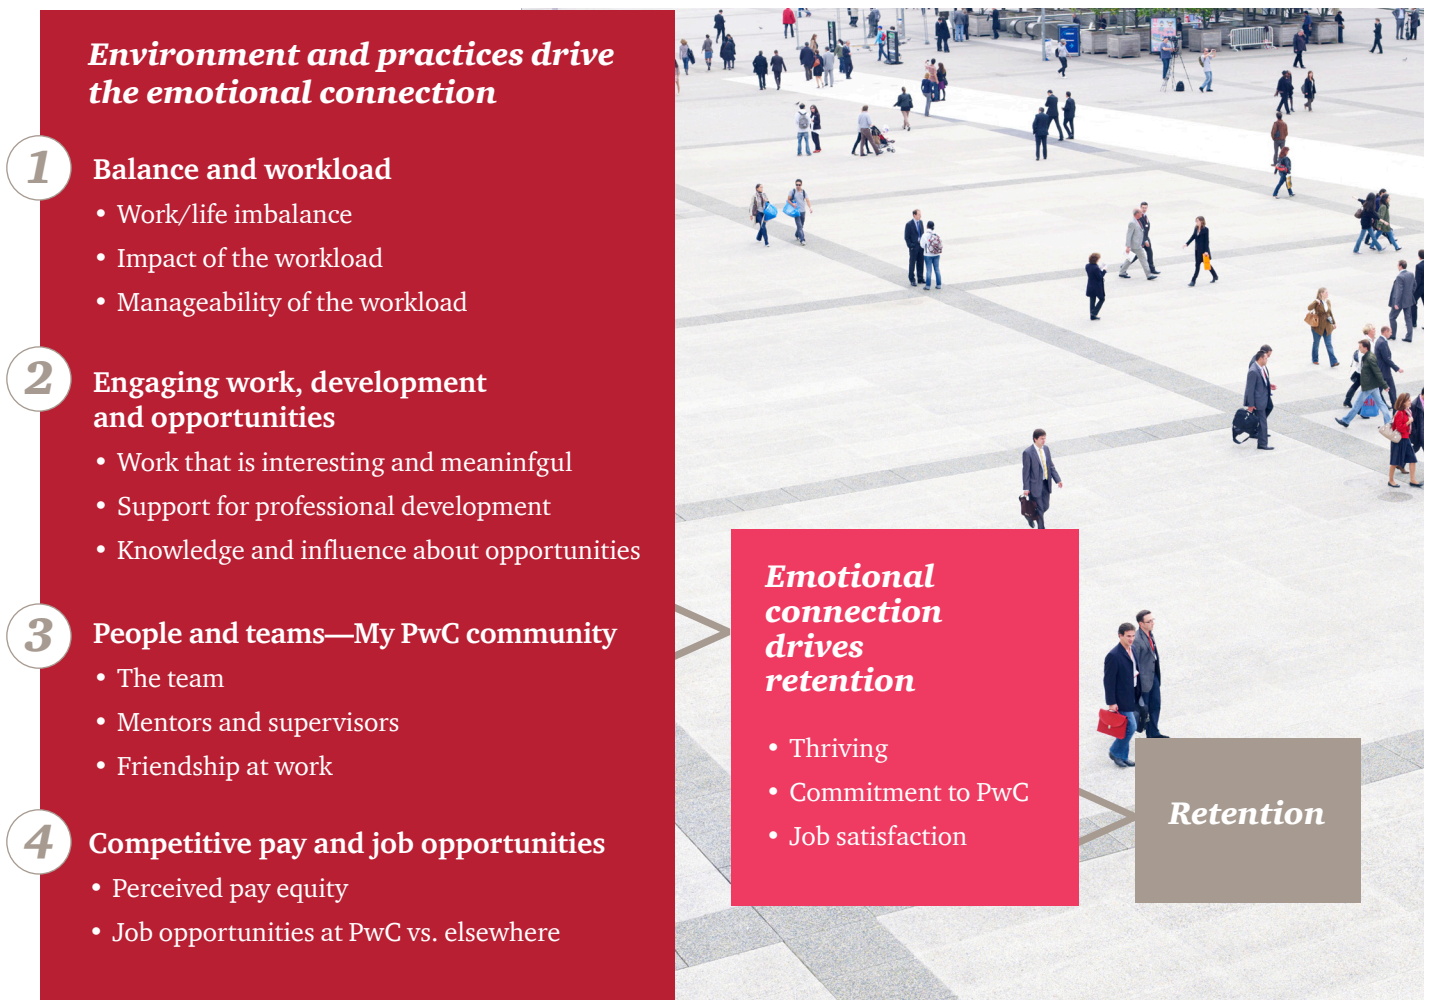 Environment and practices drive
the emotional connection
1
Balance and workload
• Work/life imbalance
• Impact of the workload
• Manageability of the workload
2
Engaging work, development
and opportunities
• Work that is interesting and meaninfgul
• Support for professional development
• Knowledge and influence about opportunities
3
People and teams—My PwC community
• The team
• Mentors and supervisors
• Friendship at work
4
Competitive pay and job opportunities
• Perceived pay equity
• Job opportunities at PwC vs. elsewhere
Emotional
connection
drives
retention
• Thriving
• Commitment to PwC
• Job satisfaction
Retention